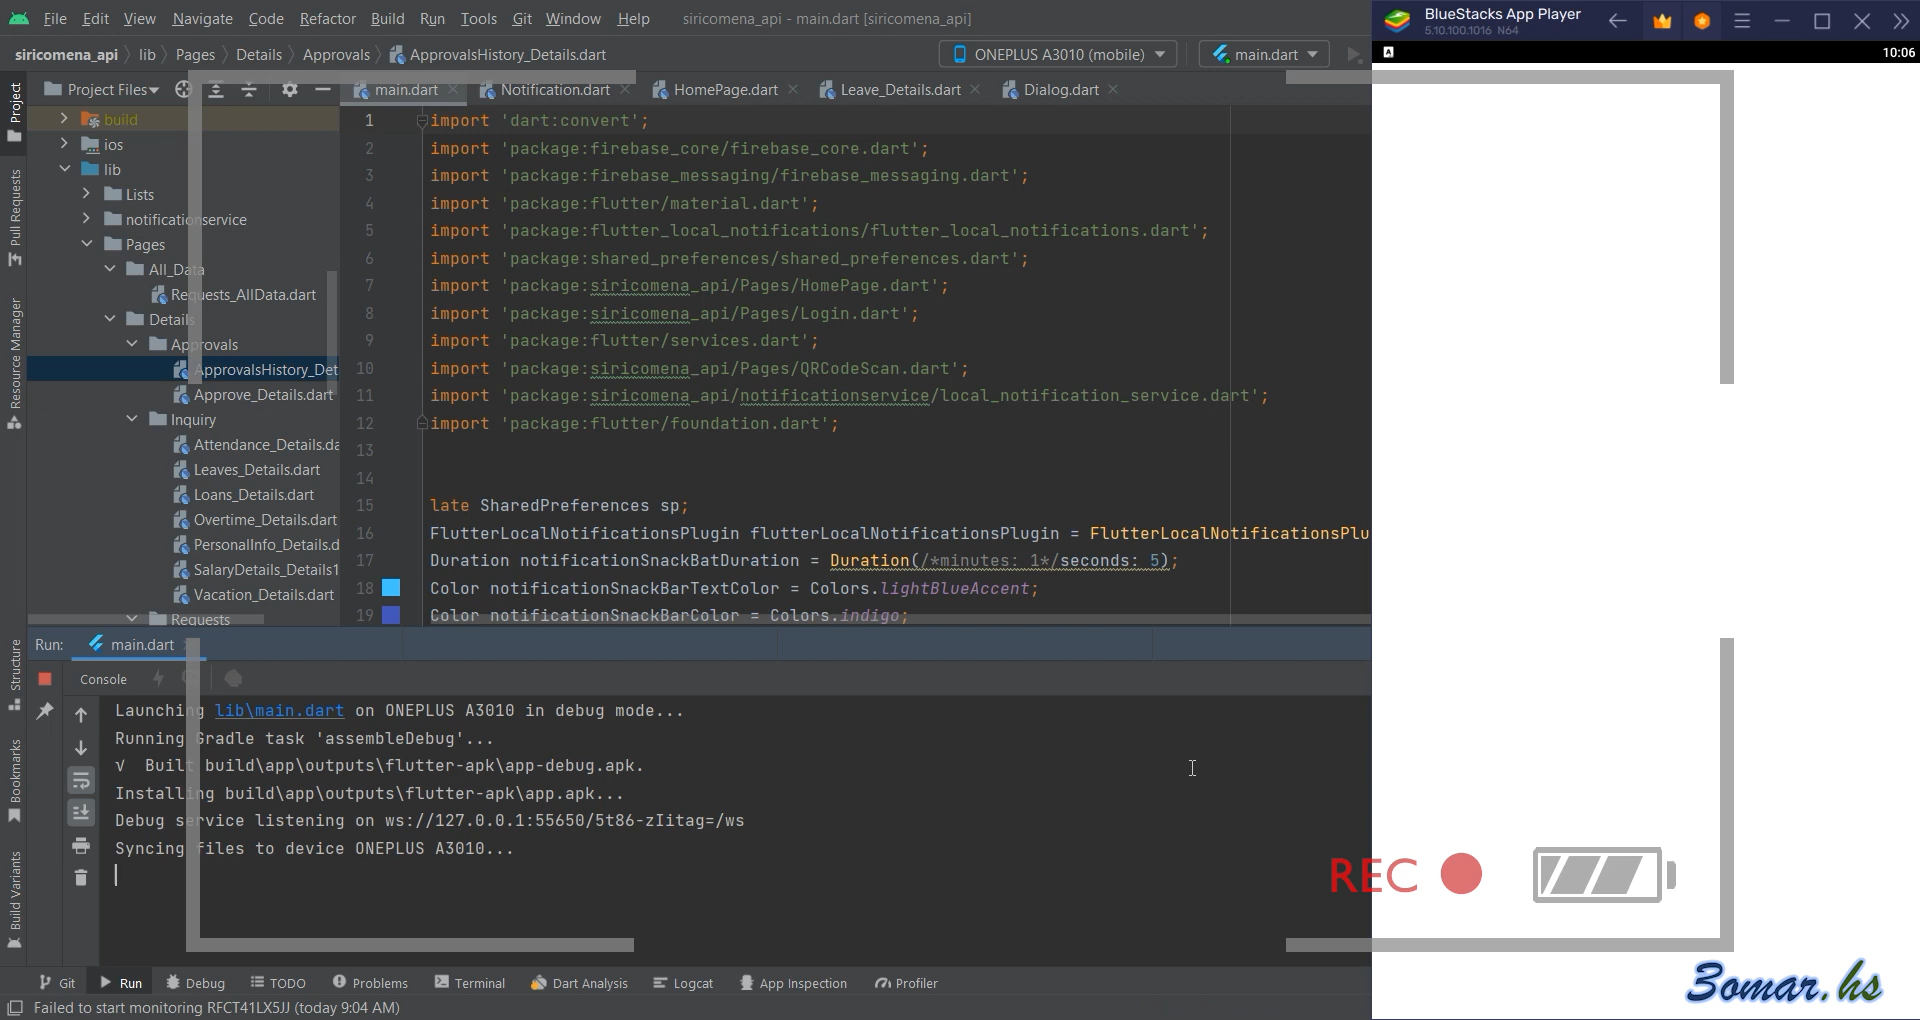 File Edit View Navigate Code Refactor Build Run Tools Git Window Help siricomena_api - main.dart [siricomena_api]
BlueStacks App Player
5.10.100.1016 N64
siricomena_api lib Pages Details Approvals ApprovalsHistory_Details.dart ONEPLUS A3010 (mobile) main.dart
A 10:06
Project Files main.dart Notification.dart HomePage.dart Leave_Details.dart Dialog.dart
Project
Pull Requests
Resource Manager
Structure
Bookmarks
Build Variants
build
ios
lib
Lists
notificationservice
Pages
All_Data
Requests_AllData.dart
Details
Approvals
ApprovalsHistory_Det
Approve_Details.dart
Inquiry
Attendance_Details.da
Leaves_Details.dart
Loans_Details.dart
Overtime_Details.dart
PersonalInfo_Details.d
SalaryDetails_Details1
Vacation_Details.dart
Requests
1 import 'dart:convert';
2 import 'package:firebase_core/firebase_core.dart';
3 import 'package:firebase_messaging/firebase_messaging.dart';
4 import 'package:flutter/material.dart';
5 import 'package:flutter_local_notifications/flutter_local_notifications.dart';
6 import 'package:shared_preferences/shared_preferences.dart';
7 import 'package:siricomena_api/Pages/HomePage.dart';
8 import 'package:siricomena_api/Pages/Login.dart';
9 import 'package:flutter/services.dart';
10 import 'package:siricomena_api/Pages/QRCodeScan.dart';
11 import 'package:siricomena_api/notificationservice/local_notification_service.dart';
12 import 'package:flutter/foundation.dart';
13
14
15 late SharedPreferences sp;
16 FlutterLocalNotificationsPlugin flutterLocalNotificationsPlugin = FlutterLocalNotificationsPlu
17 Duration notificationSnackBatDuration = Duration(/*minutes: 1*/seconds: 5);
18 Color notificationSnackBarTextColor = Colors.lightBlueAccent;
19 Color notificationSnackBarColor = Colors.indigo;
Run: main.dart
Console
Launching lib\main.dart on ONEPLUS A3010 in debug mode...
Running Gradle task 'assembleDebug'...
√ Built build\app\outputs\flutter-apk\app-debug.apk.
Installing build\app\outputs\flutter-apk\app.apk...
Debug service listening on ws://127.0.0.1:55650/5t86-zIitag=/ws
Syncing files to device ONEPLUS A3010...
REC
Git Run Debug TODO Problems Terminal Dart Analysis Logcat App Inspection Profiler
3omar.hs
Failed to start monitoring RFCT41LX5JJ (today 9:04 AM)